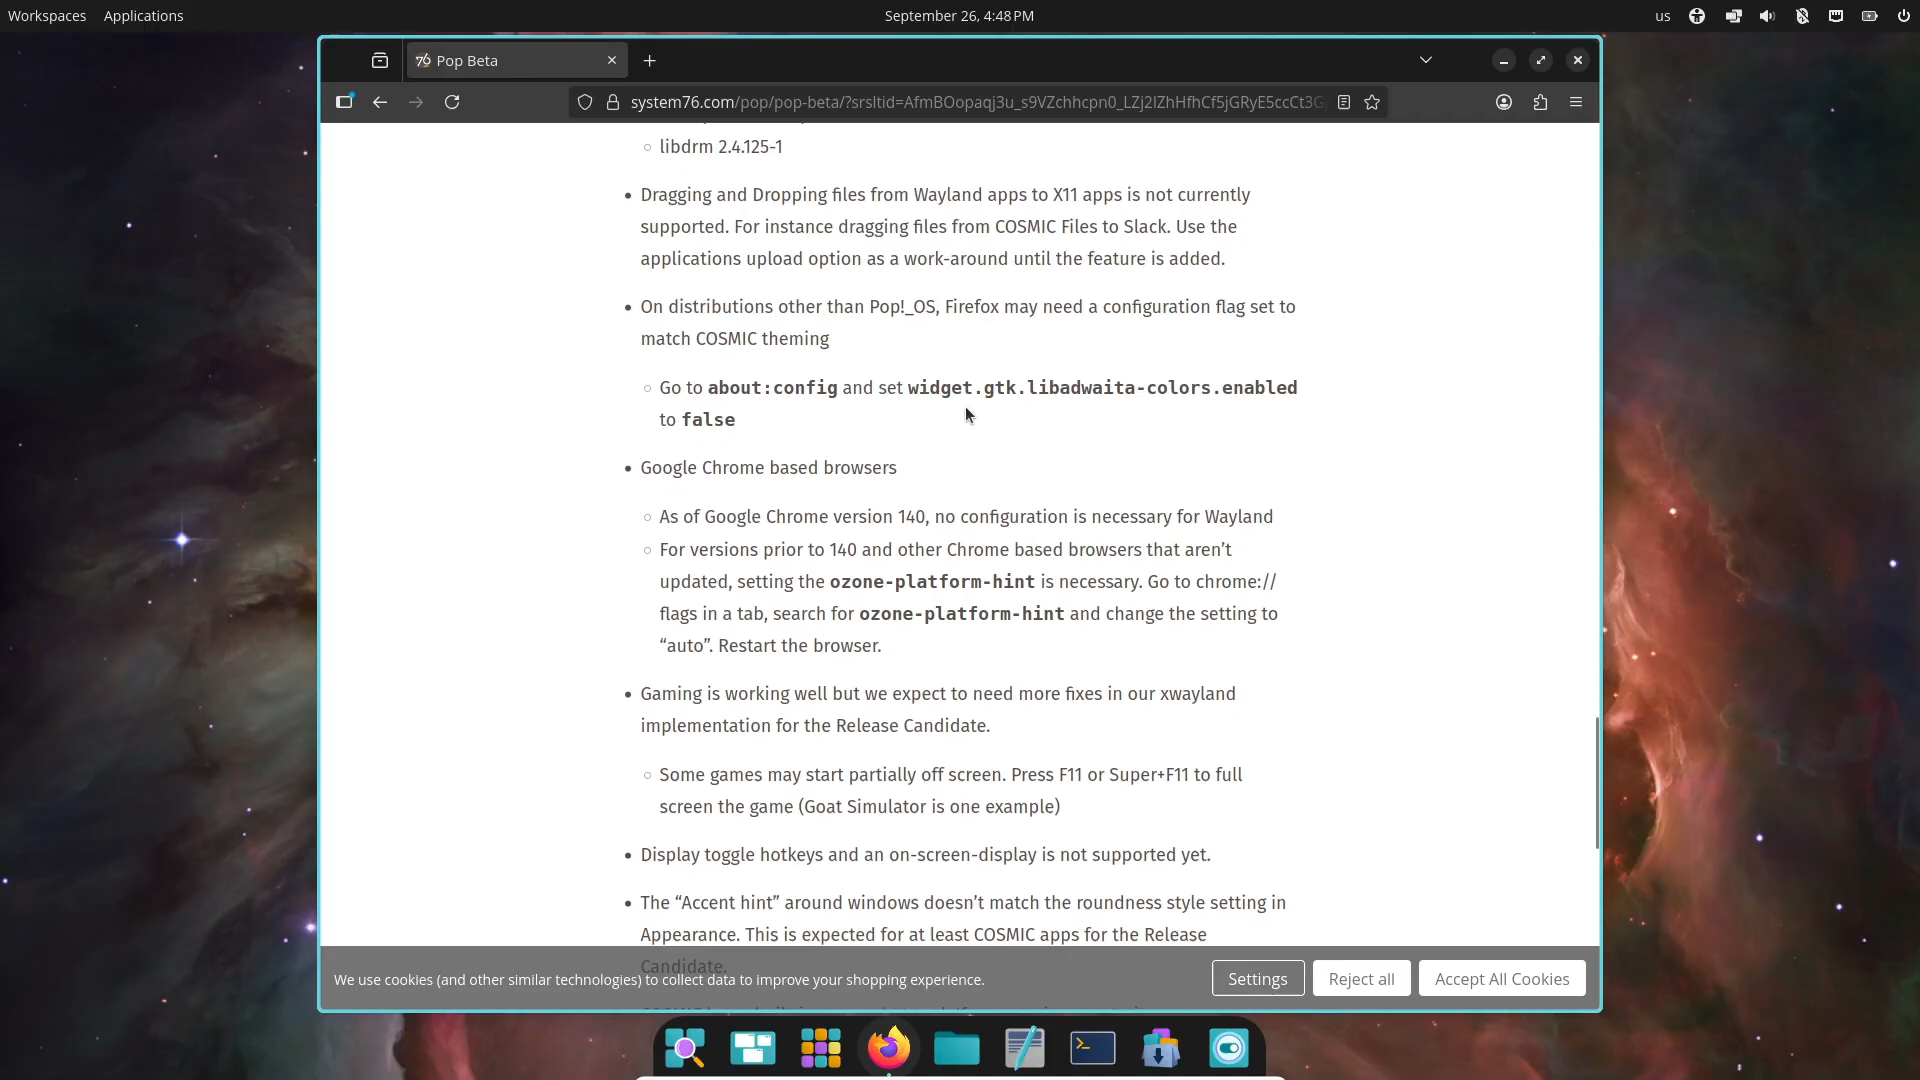 Workspaces Applications September 26, 4:48 PM us
Pop Beta
system76.com/pop/pop-beta/?srsltid=AfmBOopaqj3u_s9VZchhcpn0_LZj2lZhHfhCf5jGRyE5ccCt3G
libdrm 2.4.125-1
Dragging and Dropping files from Wayland apps to X11 apps is not currently
supported. For instance dragging files from COSMIC Files to Slack. Use the
applications upload option as a work-around until the feature is added.
On distributions other than Pop!_OS, Firefox may need a configuration flag set to
match COSMIC theming
Go to about:config and set widget.gtk.libadwaita-colors.enabled
to false
Google Chrome based browsers
As of Google Chrome version 140, no configuration is necessary for Wayland
For versions prior to 140 and other Chrome based browsers that aren’t
updated, setting the ozone-platform-hint is necessary. Go to chrome://
flags in a tab, search for ozone-platform-hint and change the setting to
“auto”. Restart the browser.
Gaming is working well but we expect to need more fixes in our xwayland
implementation for the Release Candidate.
Some games may start partially off screen. Press F11 or Super+F11 to full
screen the game (Goat Simulator is one example)
Display toggle hotkeys and an on-screen-display is not supported yet.
The “Accent hint” around windows doesn’t match the roundness style setting in
Appearance. This is expected for at least COSMIC apps for the Release
Candidate.
We use cookies (and other similar technologies) to collect data to improve your shopping experience. Settings Reject all Accept All Cookies